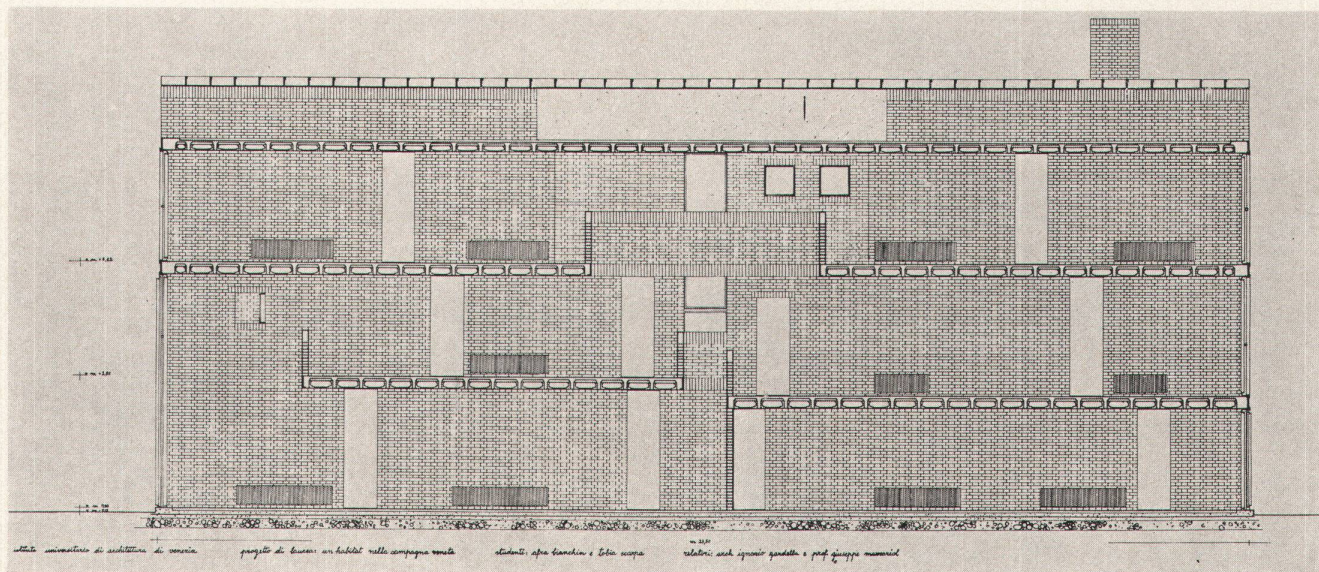 istituto universitario di architettura di venezia progetto di laurea: un habitat nella campagna veneta studenti: afra bianchin e tobia scarpa relatori: arch ignazio gardella e prof giuseppe mazzariol